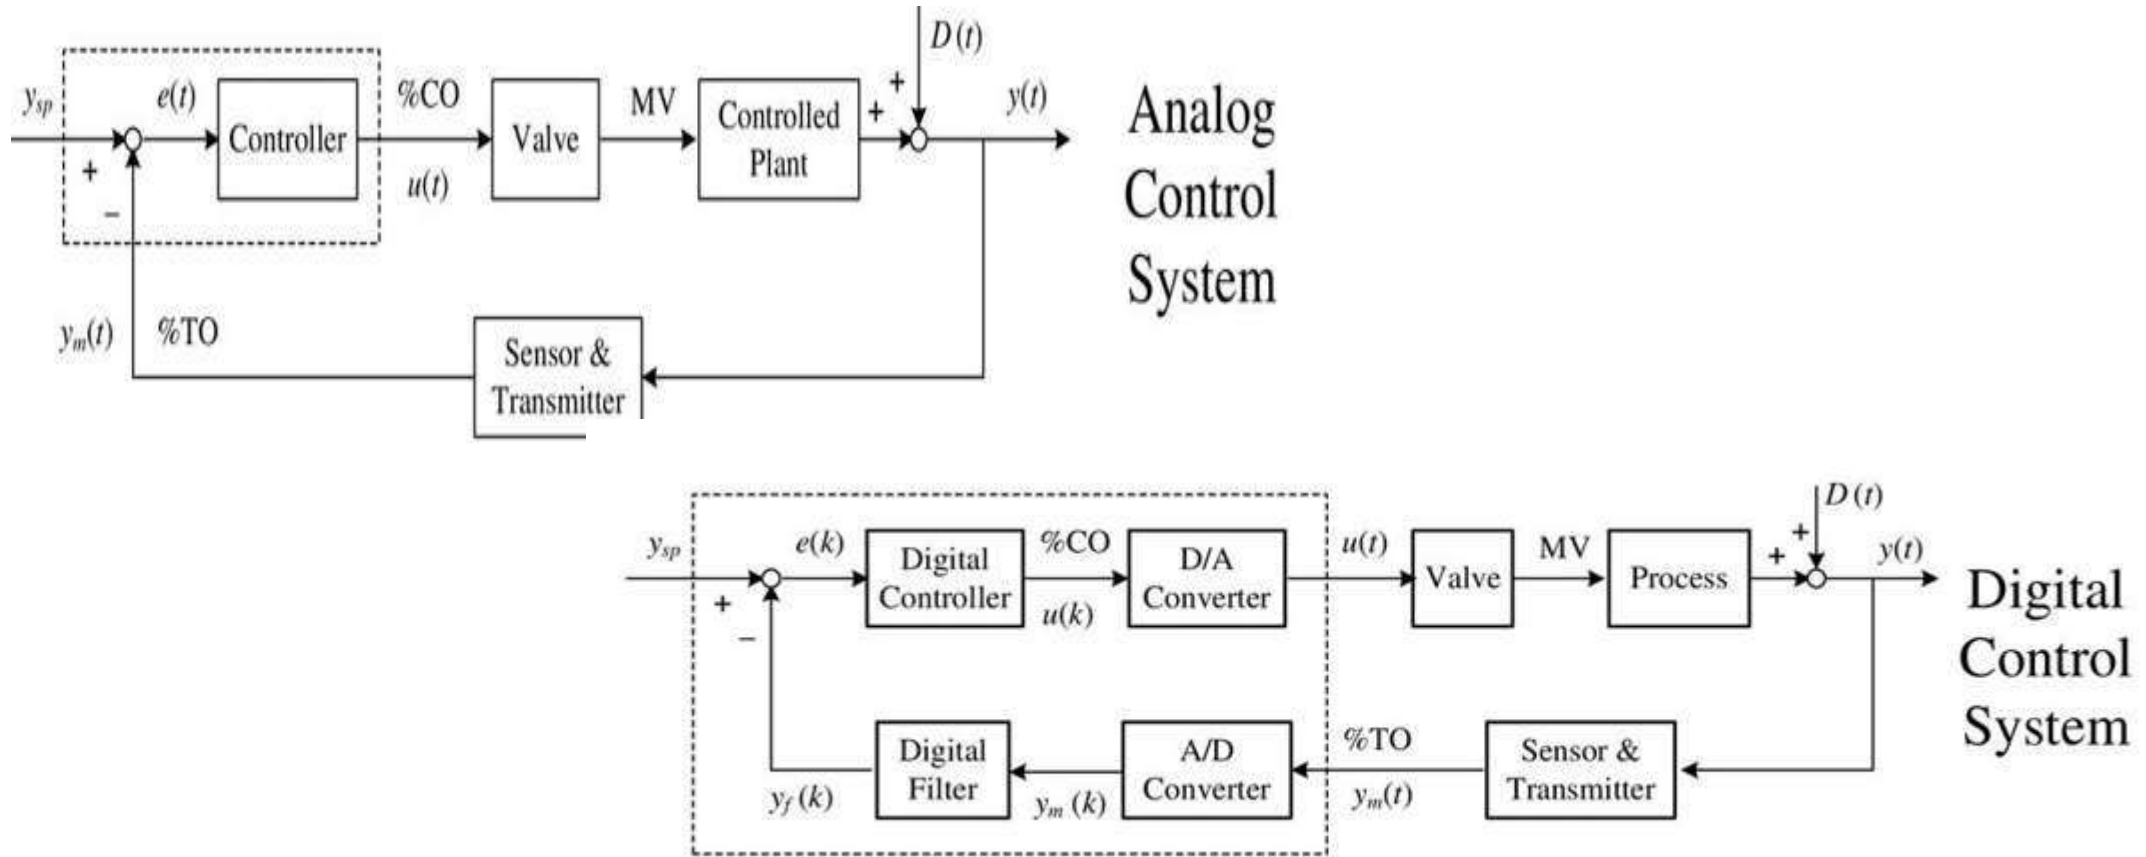 D(t)
y_sp
e(t)
%CO
MV
y(t)
+
+
Controller
Valve
Controlled
Plant
+
−
u(t)
y_m(t)
%TO
Sensor &
Transmitter
Analog
Control
System
D(t)
y_sp
e(k)
%CO
u(t)
MV
y(t)
+
+
Digital
Controller
D/A
Converter
Valve
Process
+
−
u(k)
Digital
Filter
A/D
Converter
%TO
Sensor &
Transmitter
y_f(k)
y_m(k)
y_m(t)
Digital
Control
System